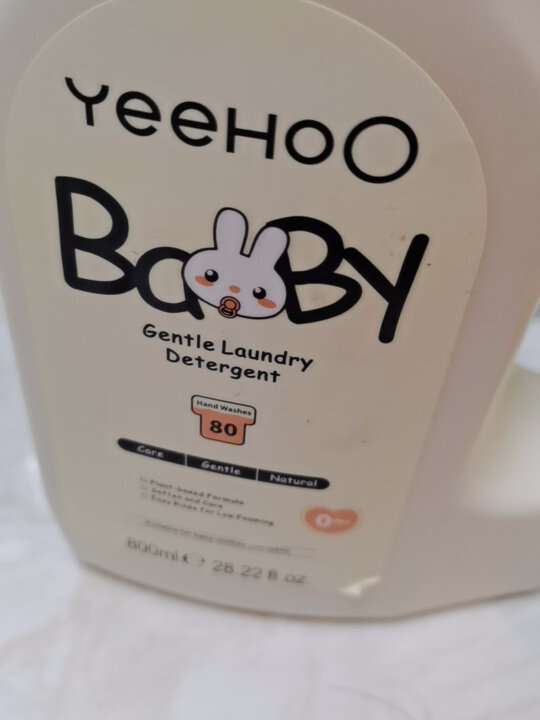 YeeHoO
BaBy
Gentle Laundry
Detergent
Hand Washes
80
Care Gentle Natural
Plant-based Formula
Soften and Care
Easy Rinse for Low Foaming
0
800ml e 28.22 fl oz